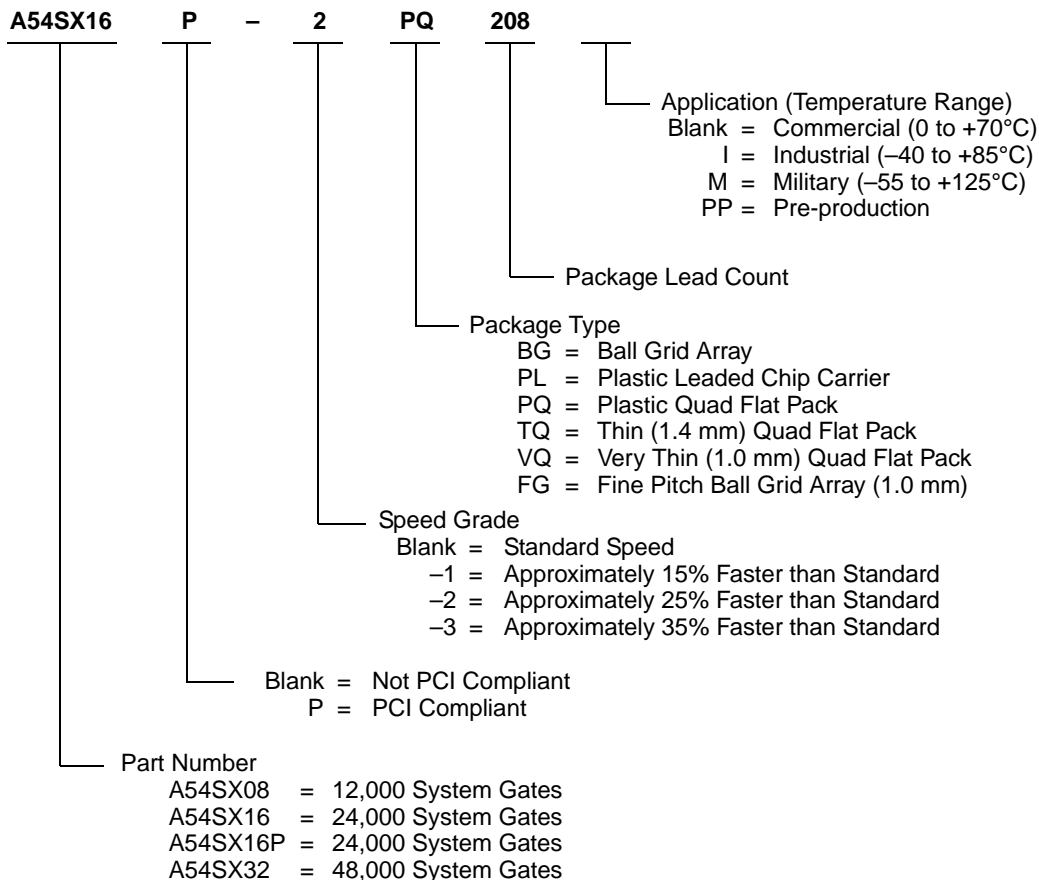 A54SX16 P – 2 PQ 208
Application (Temperature Range)
Blank = Commercial (0 to +70°C)
I = Industrial (–40 to +85°C)
M = Military (–55 to +125°C)
PP = Pre-production
Package Lead Count
Package Type
BG = Ball Grid Array
PL = Plastic Leaded Chip Carrier
PQ = Plastic Quad Flat Pack
TQ = Thin (1.4 mm) Quad Flat Pack
VQ = Very Thin (1.0 mm) Quad Flat Pack
FG = Fine Pitch Ball Grid Array (1.0 mm)
Speed Grade
Blank = Standard Speed
–1 = Approximately 15% Faster than Standard
–2 = Approximately 25% Faster than Standard
–3 = Approximately 35% Faster than Standard
Blank = Not PCI Compliant
P = PCI Compliant
Part Number
A54SX08 = 12,000 System Gates
A54SX16 = 24,000 System Gates
A54SX16P = 24,000 System Gates
A54SX32 = 48,000 System Gates